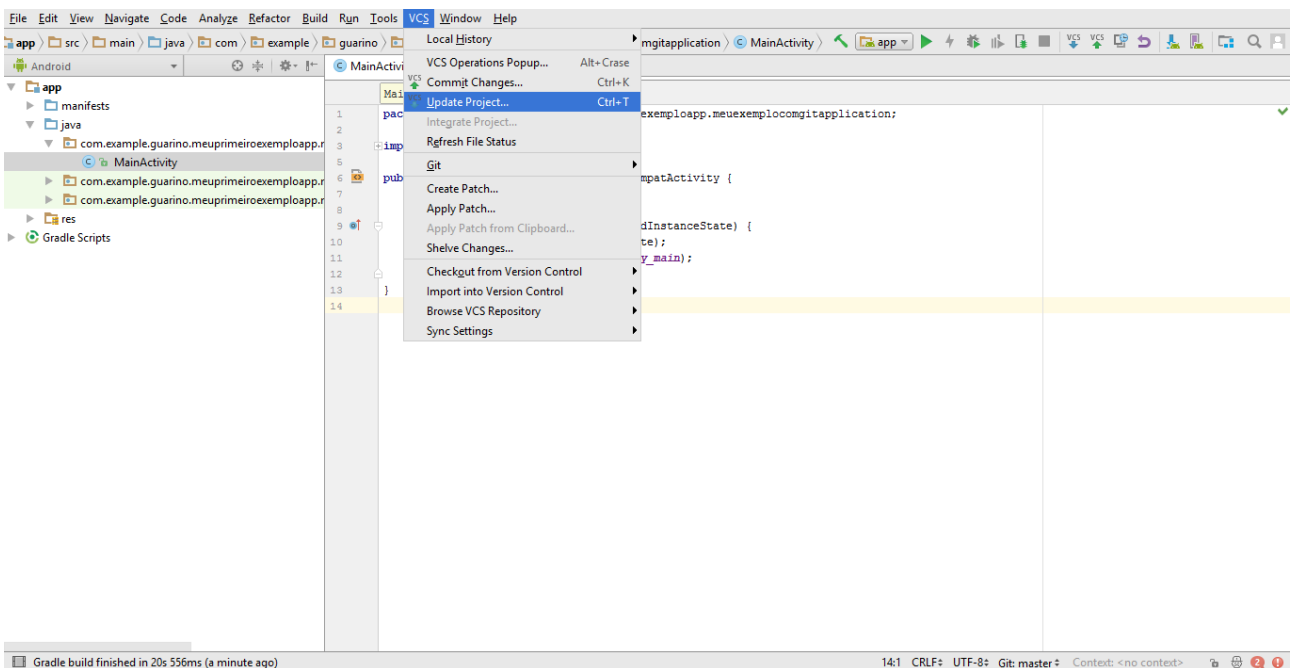 File Edit View Navigate Code Analyze Refactor Build Run Tools VCS Window Help
app src main java com example guarino mgitapplication MainActivity app
Android
MainActivi
app
manifests
java
com.example.guarino.meuprimeiroexemploapp.r
MainActivity
com.example.guarino.meuprimeiroexemploapp.r
com.example.guarino.meuprimeiroexemploapp.r
res
Gradle Scripts
Local History
VCS Operations Popup... Alt+Crase
Commit Changes... Ctrl+K
Update Project... Ctrl+T
Integrate Project...
Refresh File Status
Git
Create Patch...
Apply Patch...
Apply Patch from Clipboard...
Shelve Changes...
Checkout from Version Control
Import into Version Control
Browse VCS Repository
Sync Settings
Mai
1 pac exemploapp.meuexemplocomgitapplication;
2
3 imp
5
6 pub mpatActivity {
7
8
9 dInstanceState) {
10 te);
11 y_main);
12
13 }
14
Gradle build finished in 20s 556ms (a minute ago)
14:1 CRLF UTF-8 Git: master Context: <no context> 2